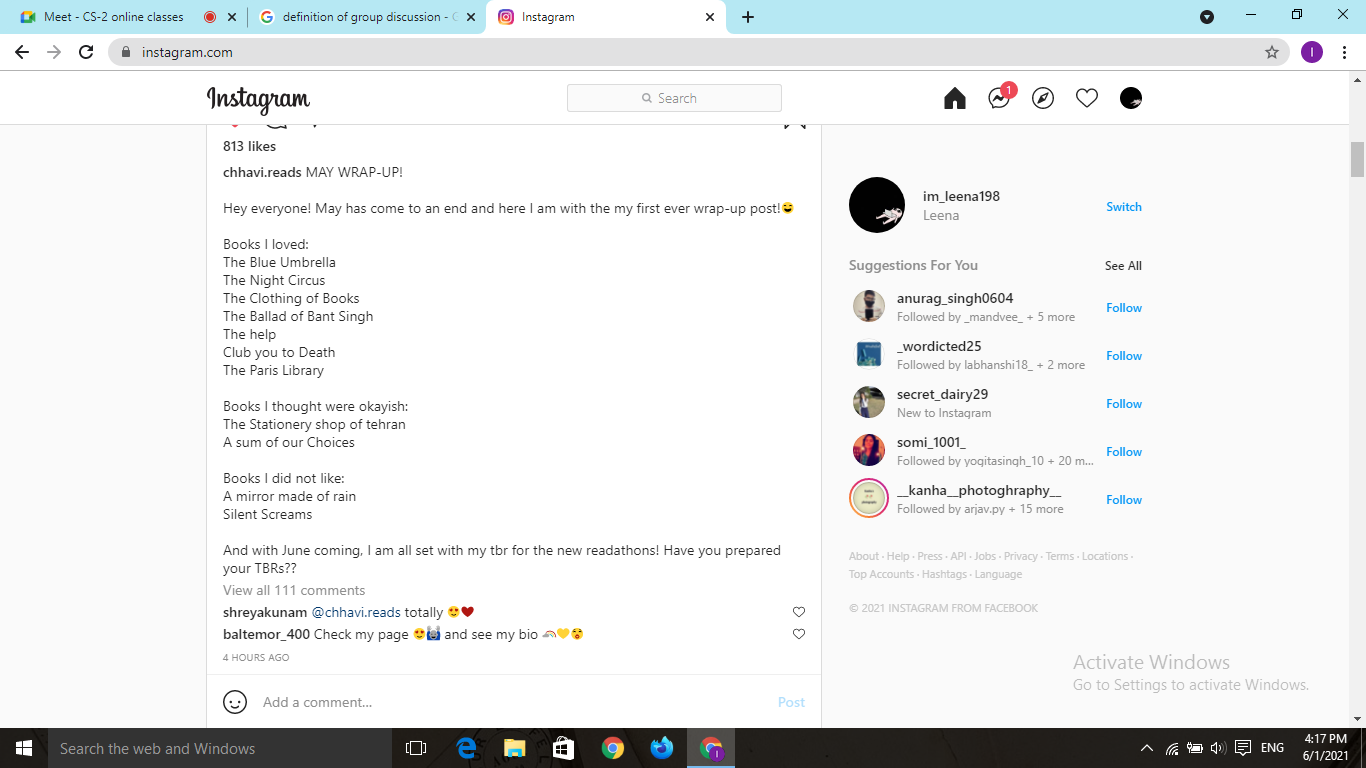 Meet - CS-2 online classes
definition of group discussion - G
Instagram
instagram.com
I
Instagram
Search
1
813 likes
chhavi.reads MAY WRAP-UP!
Hey everyone! May has come to an end and here I am with the my first ever wrap-up post!😆
Books I loved:
The Blue Umbrella
The Night Circus
The Clothing of Books
The Ballad of Bant Singh
The help
Club you to Death
The Paris Library
Books I thought were okayish:
The Stationery shop of tehran
A sum of our Choices
Books I did not like:
A mirror made of rain
Silent Screams
And with June coming, I am all set with my tbr for the new readathons! Have you prepared
your TBRs??
View all 111 comments
shreyakunam @chhavi.reads totally 😍❤️
baltemor_400 Check my page 😍🙌 and see my bio 🌈💛😲
4 HOURS AGO
Add a comment...
Post
im_leena198
Leena
Switch
Suggestions For You
See All
anurag_singh0604
Followed by _mandvee_ + 5 more
Follow
_wordicted25
Followed by labhanshi18_ + 2 more
Follow
secret_dairy29
New to Instagram
Follow
somi_1001_
Followed by yogitasingh_10 + 20 m...
Follow
__kanha__photoghraphy__
Followed by arjav.py + 15 more
Follow
About · Help · Press · API · Jobs · Privacy · Terms · Locations ·
Top Accounts · Hashtags · Language
© 2021 INSTAGRAM FROM FACEBOOK
Activate Windows
Go to Settings to activate Windows.
Search the web and Windows
I
ENG
4:17 PM
6/1/2021